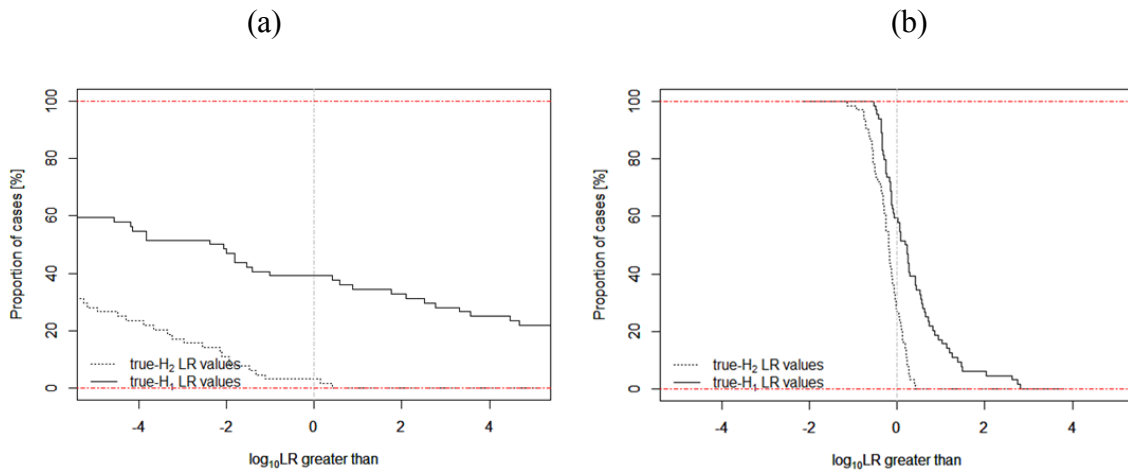 (a)
(b)
Proportion of cases [%]
100
80
60
40
20
0
true-H₂ LR values
true-H₁ LR values
-4
-2
0
2
4
log₁₀LR greater than
Proportion of cases [%]
100
80
60
40
20
0
true-H₂ LR values
true-H₁ LR values
-4
-2
0
2
4
log₁₀LR greater than